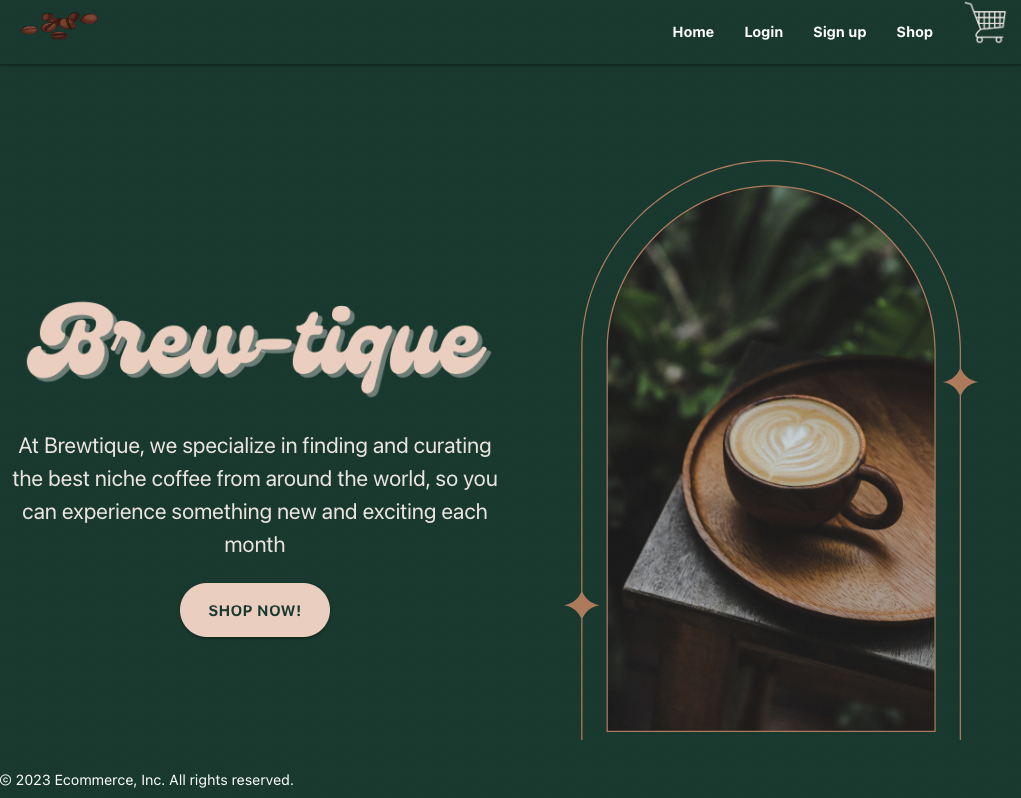 Home Login Sign up Shop
Brew-tique
At Brewtique, we specialize in finding and curating
the best niche coffee from around the world, so you
can experience something new and exciting each
month
SHOP NOW!
© 2023 Ecommerce, Inc. All rights reserved.